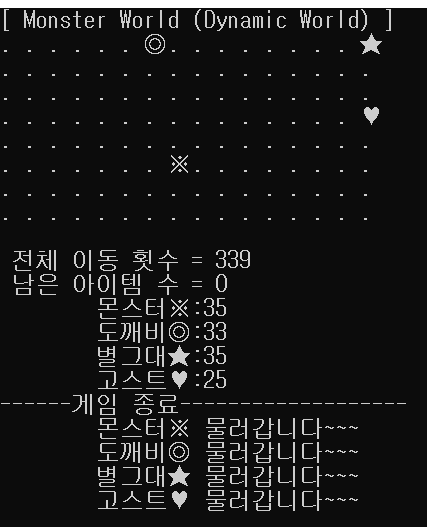 [ Monster World (Dynamic World) ]
. . . . . . ◎. . . . . . . . ★
. . . . . . . . . . . . . . . .
. . . . . . . . . . . . . . . .
. . . . . . . . . . . . . . . ♥
. . . . . . . . . . . . . . . .
. . . . . . . ※. . . . . . . .
. . . . . . . . . . . . . . . .
. . . . . . . . . . . . . . . .
전체 이동 횟수 = 339
남은 아이템 수 = 0
몬스터※:35
도깨비◎:33
별그대★:35
고스트♥:25
------게임 종료-------------------
몬스터※ 물러갑니다~~~
도깨비◎ 물러갑니다~~~
별그대★ 물러갑니다~~~
고스트♥ 물러갑니다~~~